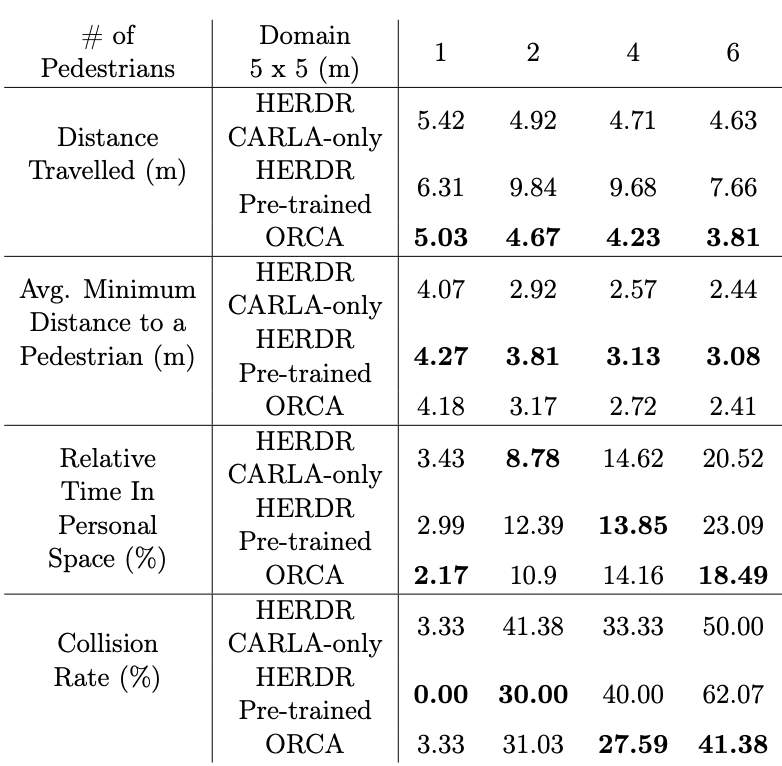 # of Pedestrians Domain 5 x 5 (m) 1 2 4 6
Distance Travelled (m)
HERDR CARLA-only 5.42 4.92 4.71 4.63
HERDR Pre-trained 6.31 9.84 9.68 7.66
ORCA 5.03 4.67 4.23 3.81
Avg. Minimum Distance to a Pedestrian (m)
HERDR CARLA-only 4.07 2.92 2.57 2.44
HERDR Pre-trained 4.27 3.81 3.13 3.08
ORCA 4.18 3.17 2.72 2.41
Relative Time In Personal Space (%)
HERDR CARLA-only 3.43 8.78 14.62 20.52
HERDR Pre-trained 2.99 12.39 13.85 23.09
ORCA 2.17 10.9 14.16 18.49
Collision Rate (%)
HERDR CARLA-only 3.33 41.38 33.33 50.00
HERDR Pre-trained 0.00 30.00 40.00 62.07
ORCA 3.33 31.03 27.59 41.38